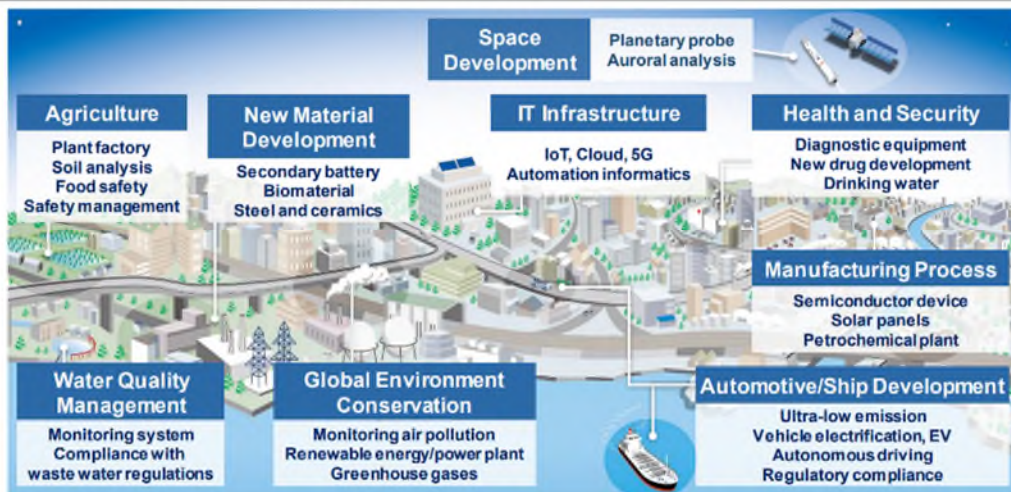 Space
Development
Planetary probe
Auroral analysis
Agriculture
Plant factory
Soil analysis
Food safety
Safety management
New Material
Development
Secondary battery
Biomaterial
Steel and ceramics
IT Infrastructure
IoT, Cloud, 5G
Automation informatics
Health and Security
Diagnostic equipment
New drug development
Drinking water
Manufacturing Process
Semiconductor device
Solar panels
Petrochemical plant
Water Quality
Management
Monitoring system
Compliance with
waste water regulations
Global Environment
Conservation
Monitoring air pollution
Renewable energy/power plant
Greenhouse gases
Automotive/Ship Development
Ultra-low emission
Vehicle electrification, EV
Autonomous driving
Regulatory compliance